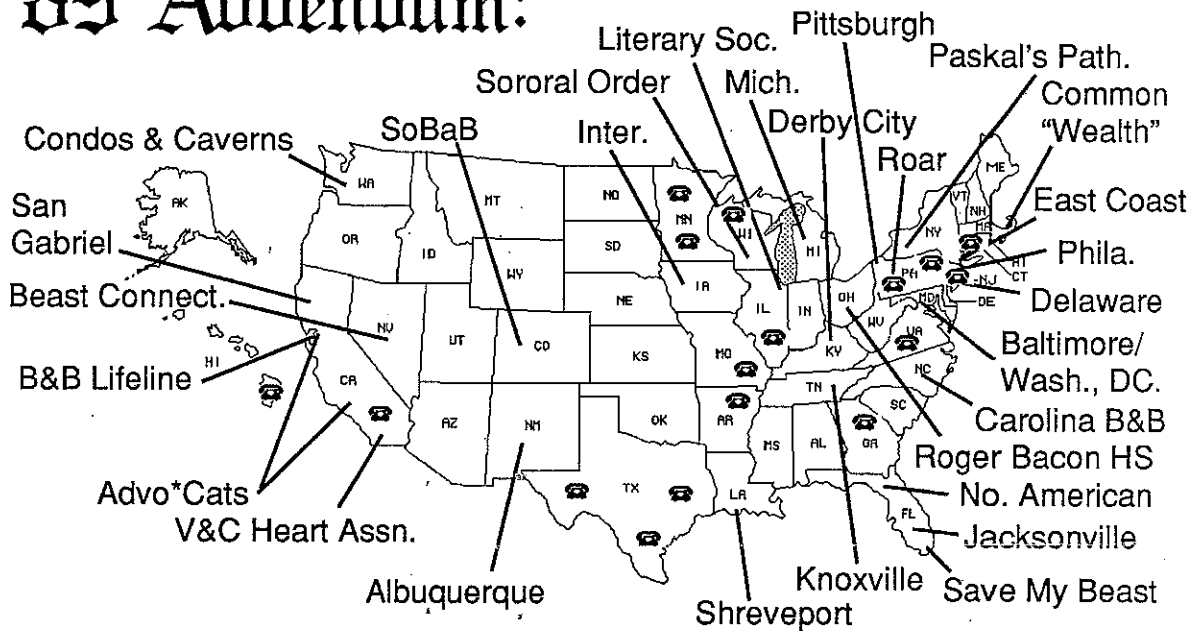 Addendum:
Literary Soc.
Pittsburgh
Sororal Order
Mich.
Paskal's Path.
Common
"Wealth"
Condos & Caverns
SoBaB
Inter.
Derby City
Roar
San
Gabriel
East Coast
Beast Connect.
Phila.
Delaware
B&B Lifeline
Baltimore/
Wash., DC.
Carolina B&B
Roger Bacon HS
Advo*Cats
No. American
V&C Heart Assn.
Jacksonville
Albuquerque
Knoxville
Save My Beast
Shreveport
AK
WA
MT
ND
MN
WI
MI
NY
VT
NH
ME
MA
RI
CT
OR
ID
WY
SD
IA
PA
NJ
DE
MD
HI
NV
UT
CO
NE
IL
IN
OH
WV
VA
CA
KS
MO
KY
NC
AZ
NM
OK
AR
TN
SC
TX
LA
MS
AL
GA
FL